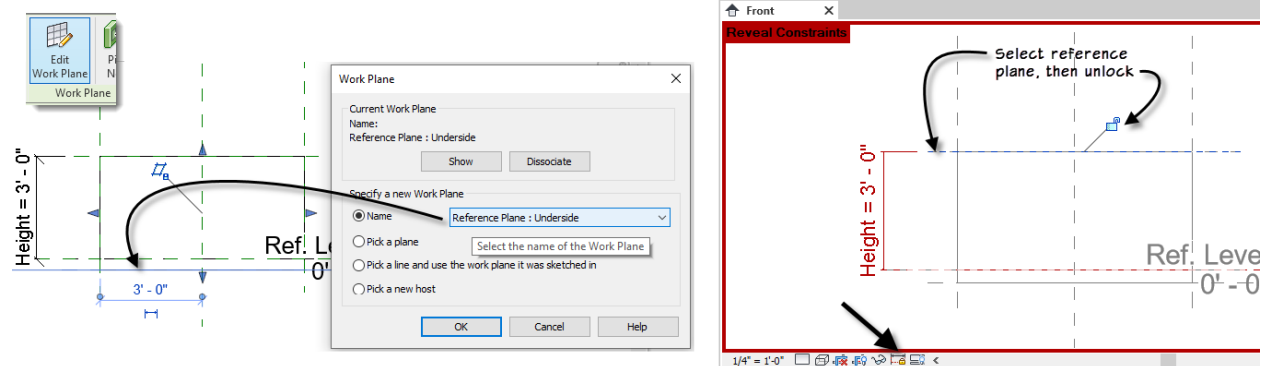 Edit
Work Plane
Pi
N
Work Plane
Height = 3' - 0"
3' - 0"
Ref. L
0'
Work Plane
Current Work Plane
Name:
Reference Plane : Underside
Show
Dissociate
Specify a new Work Plane
Name
Reference Plane : Underside
Pick a plane
Select the name of the Work Plane
Pick a line and use the work plane it was sketched in
Pick a new host
OK
Cancel
Help
Front
Reveal Constraints
Select reference
plane, then unlock
Height = 3' - 0"
Ref. Leve
0' - 0
1/4" = 1'-0"